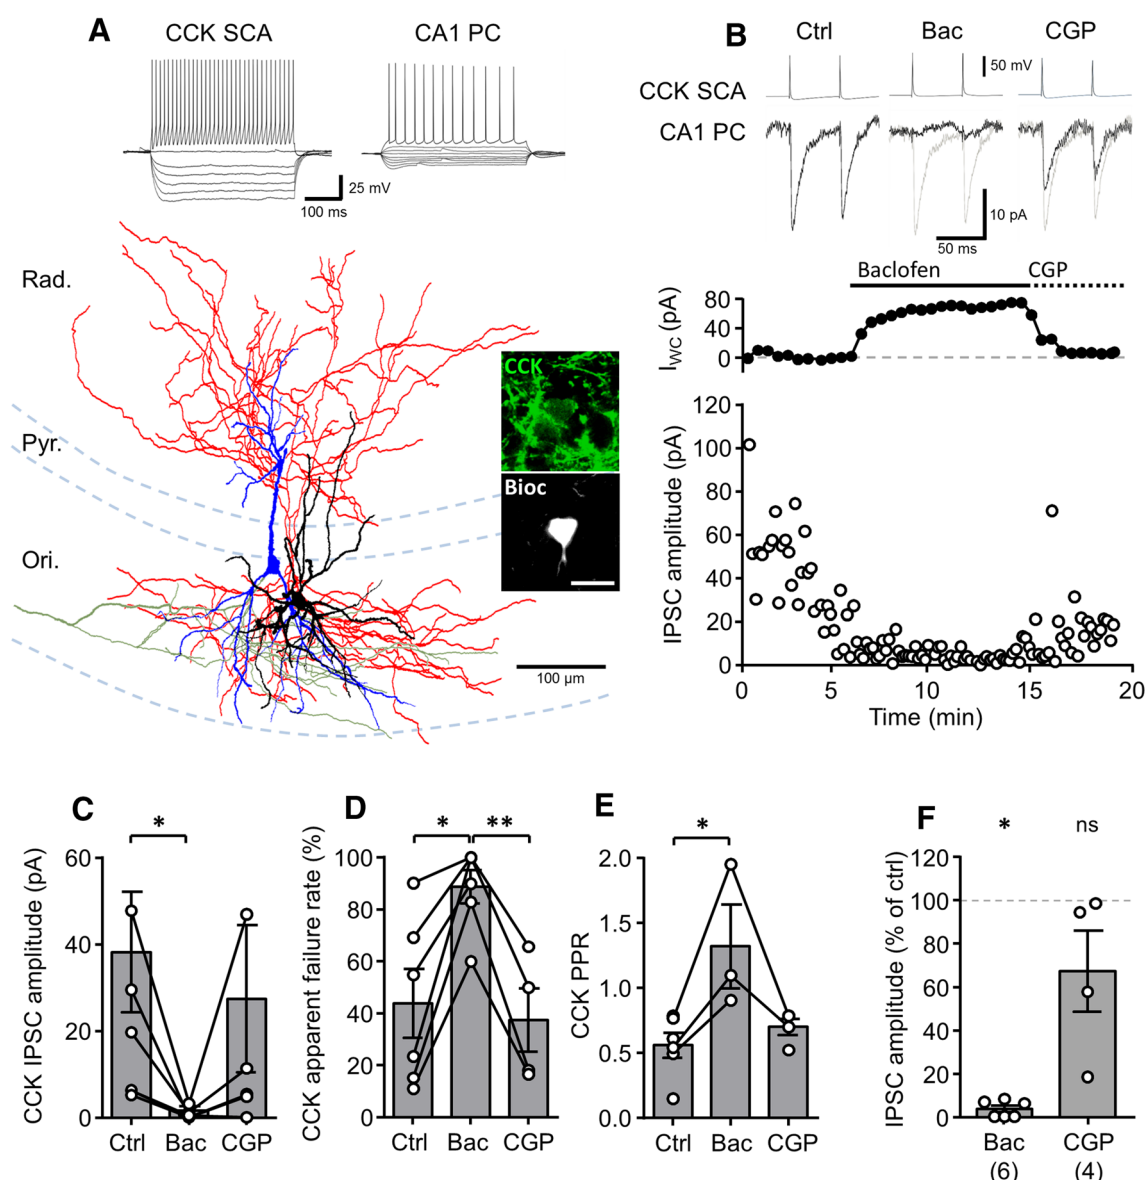 A
CCK SCA
CA1 PC
25 mV
100 ms
Rad.
Pyr.
Ori.
CCK
Bioc
100 µm
B
Ctrl
Bac
CGP
50 mV
CCK SCA
CA1 PC
10 pA
50 ms
Baclofen
CGP
I_WC (pA)
80
40
0
IPSC amplitude (pA)
120
100
80
60
40
20
0
0
5
10
15
20
Time (min)
C
*
CCK IPSC amplitude (pA)
60
40
20
0
Ctrl
Bac
CGP
D
*
**
CCK apparent failure rate (%)
100
80
60
40
20
0
Ctrl
Bac
CGP
E
*
CCK PPR
2.0
1.5
1.0
0.5
0.0
Ctrl
Bac
CGP
F
*
ns
IPSC amplitude (% of ctrl)
120
100
80
60
40
20
0
Bac
(6)
CGP
(4)